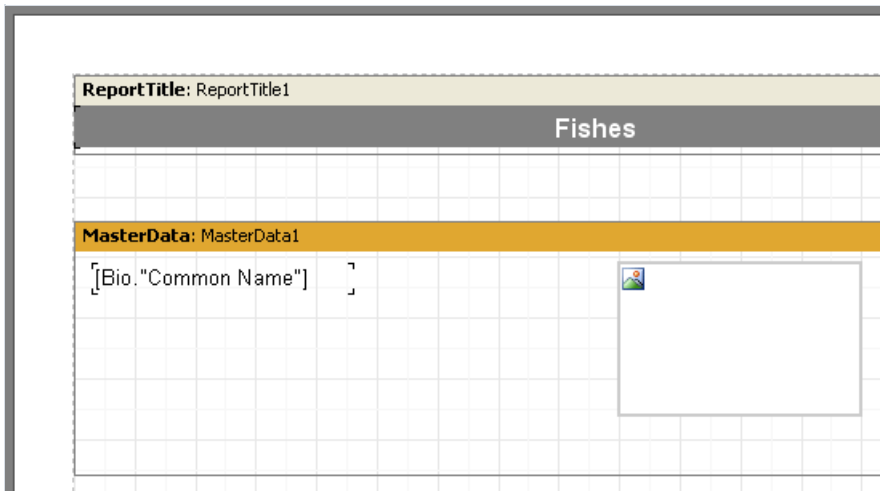 ReportTitle: ReportTitle1
Fishes
MasterData: MasterData1
[Bio."Common Name"]